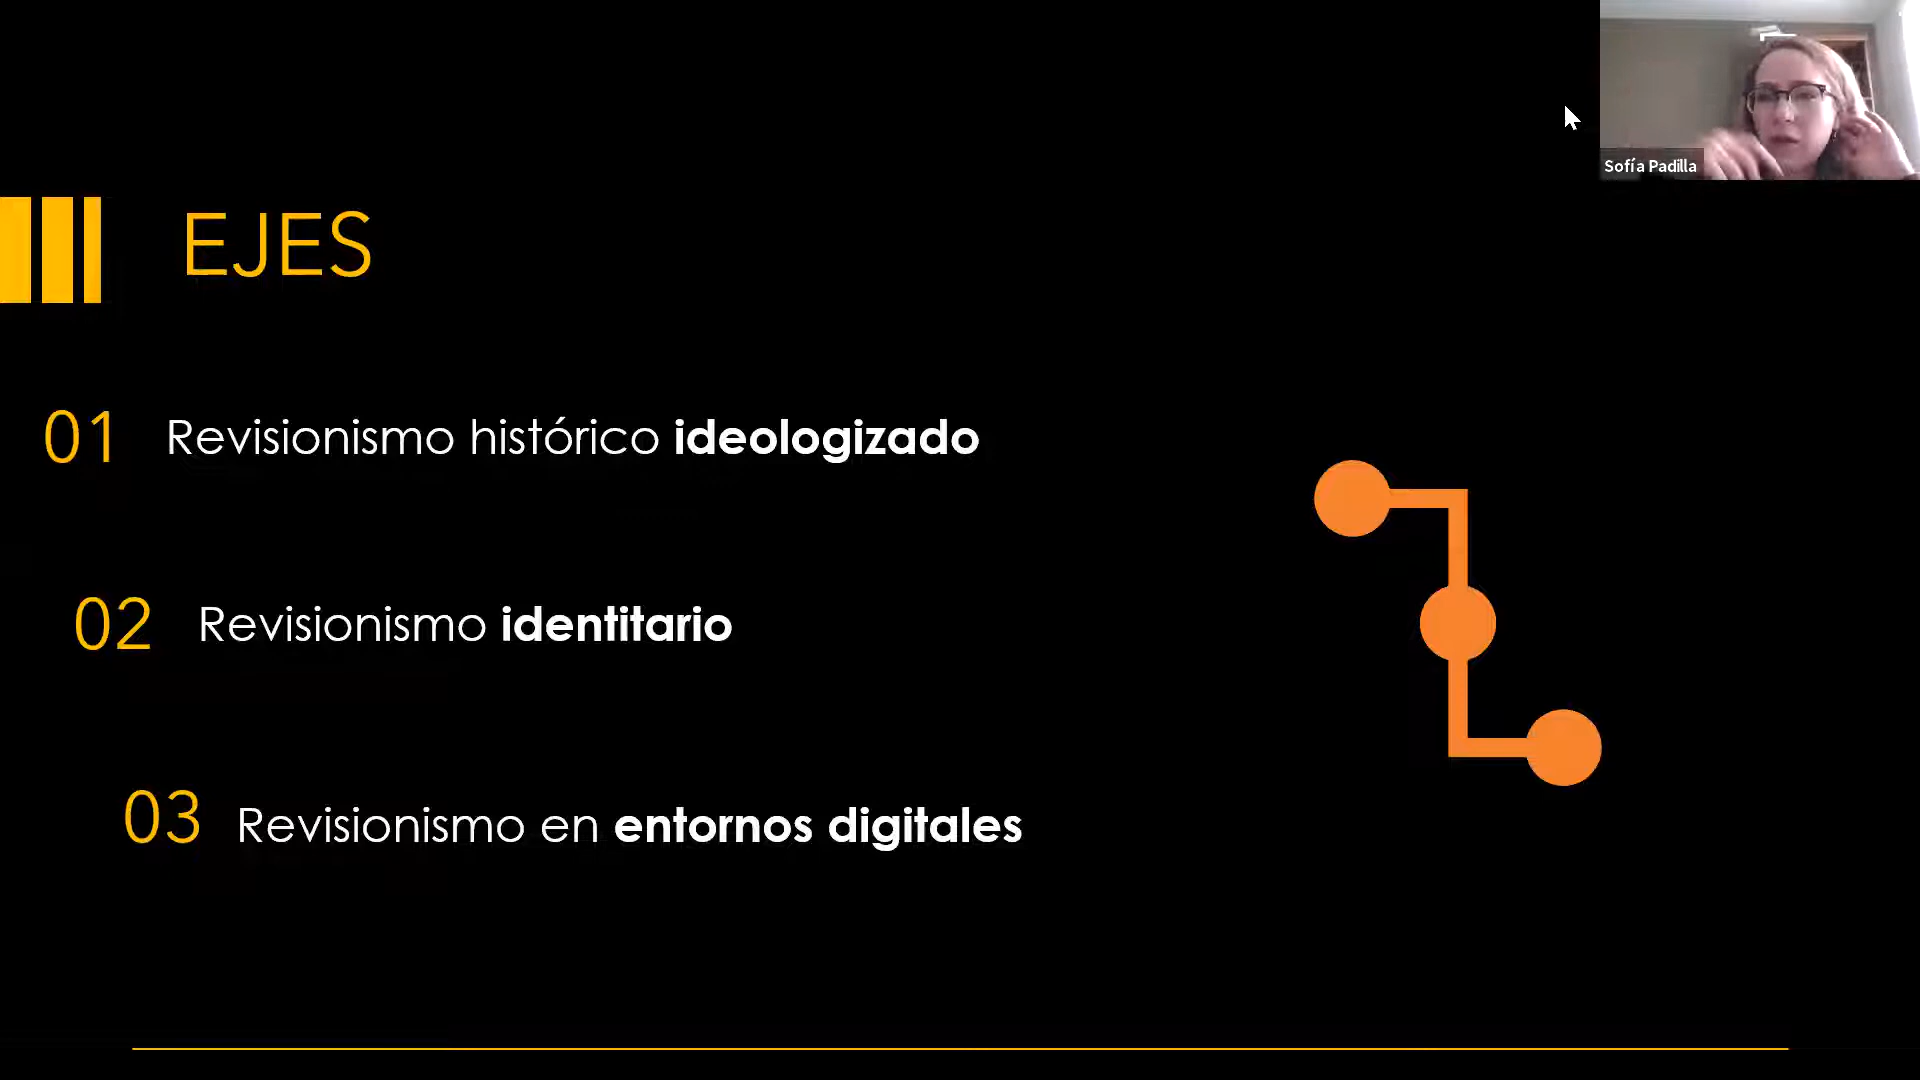 Sofía Padilla
EJES
01 Revisionismo histórico ideologizado
02 Revisionismo identitario
03 Revisionismo en entornos digitales